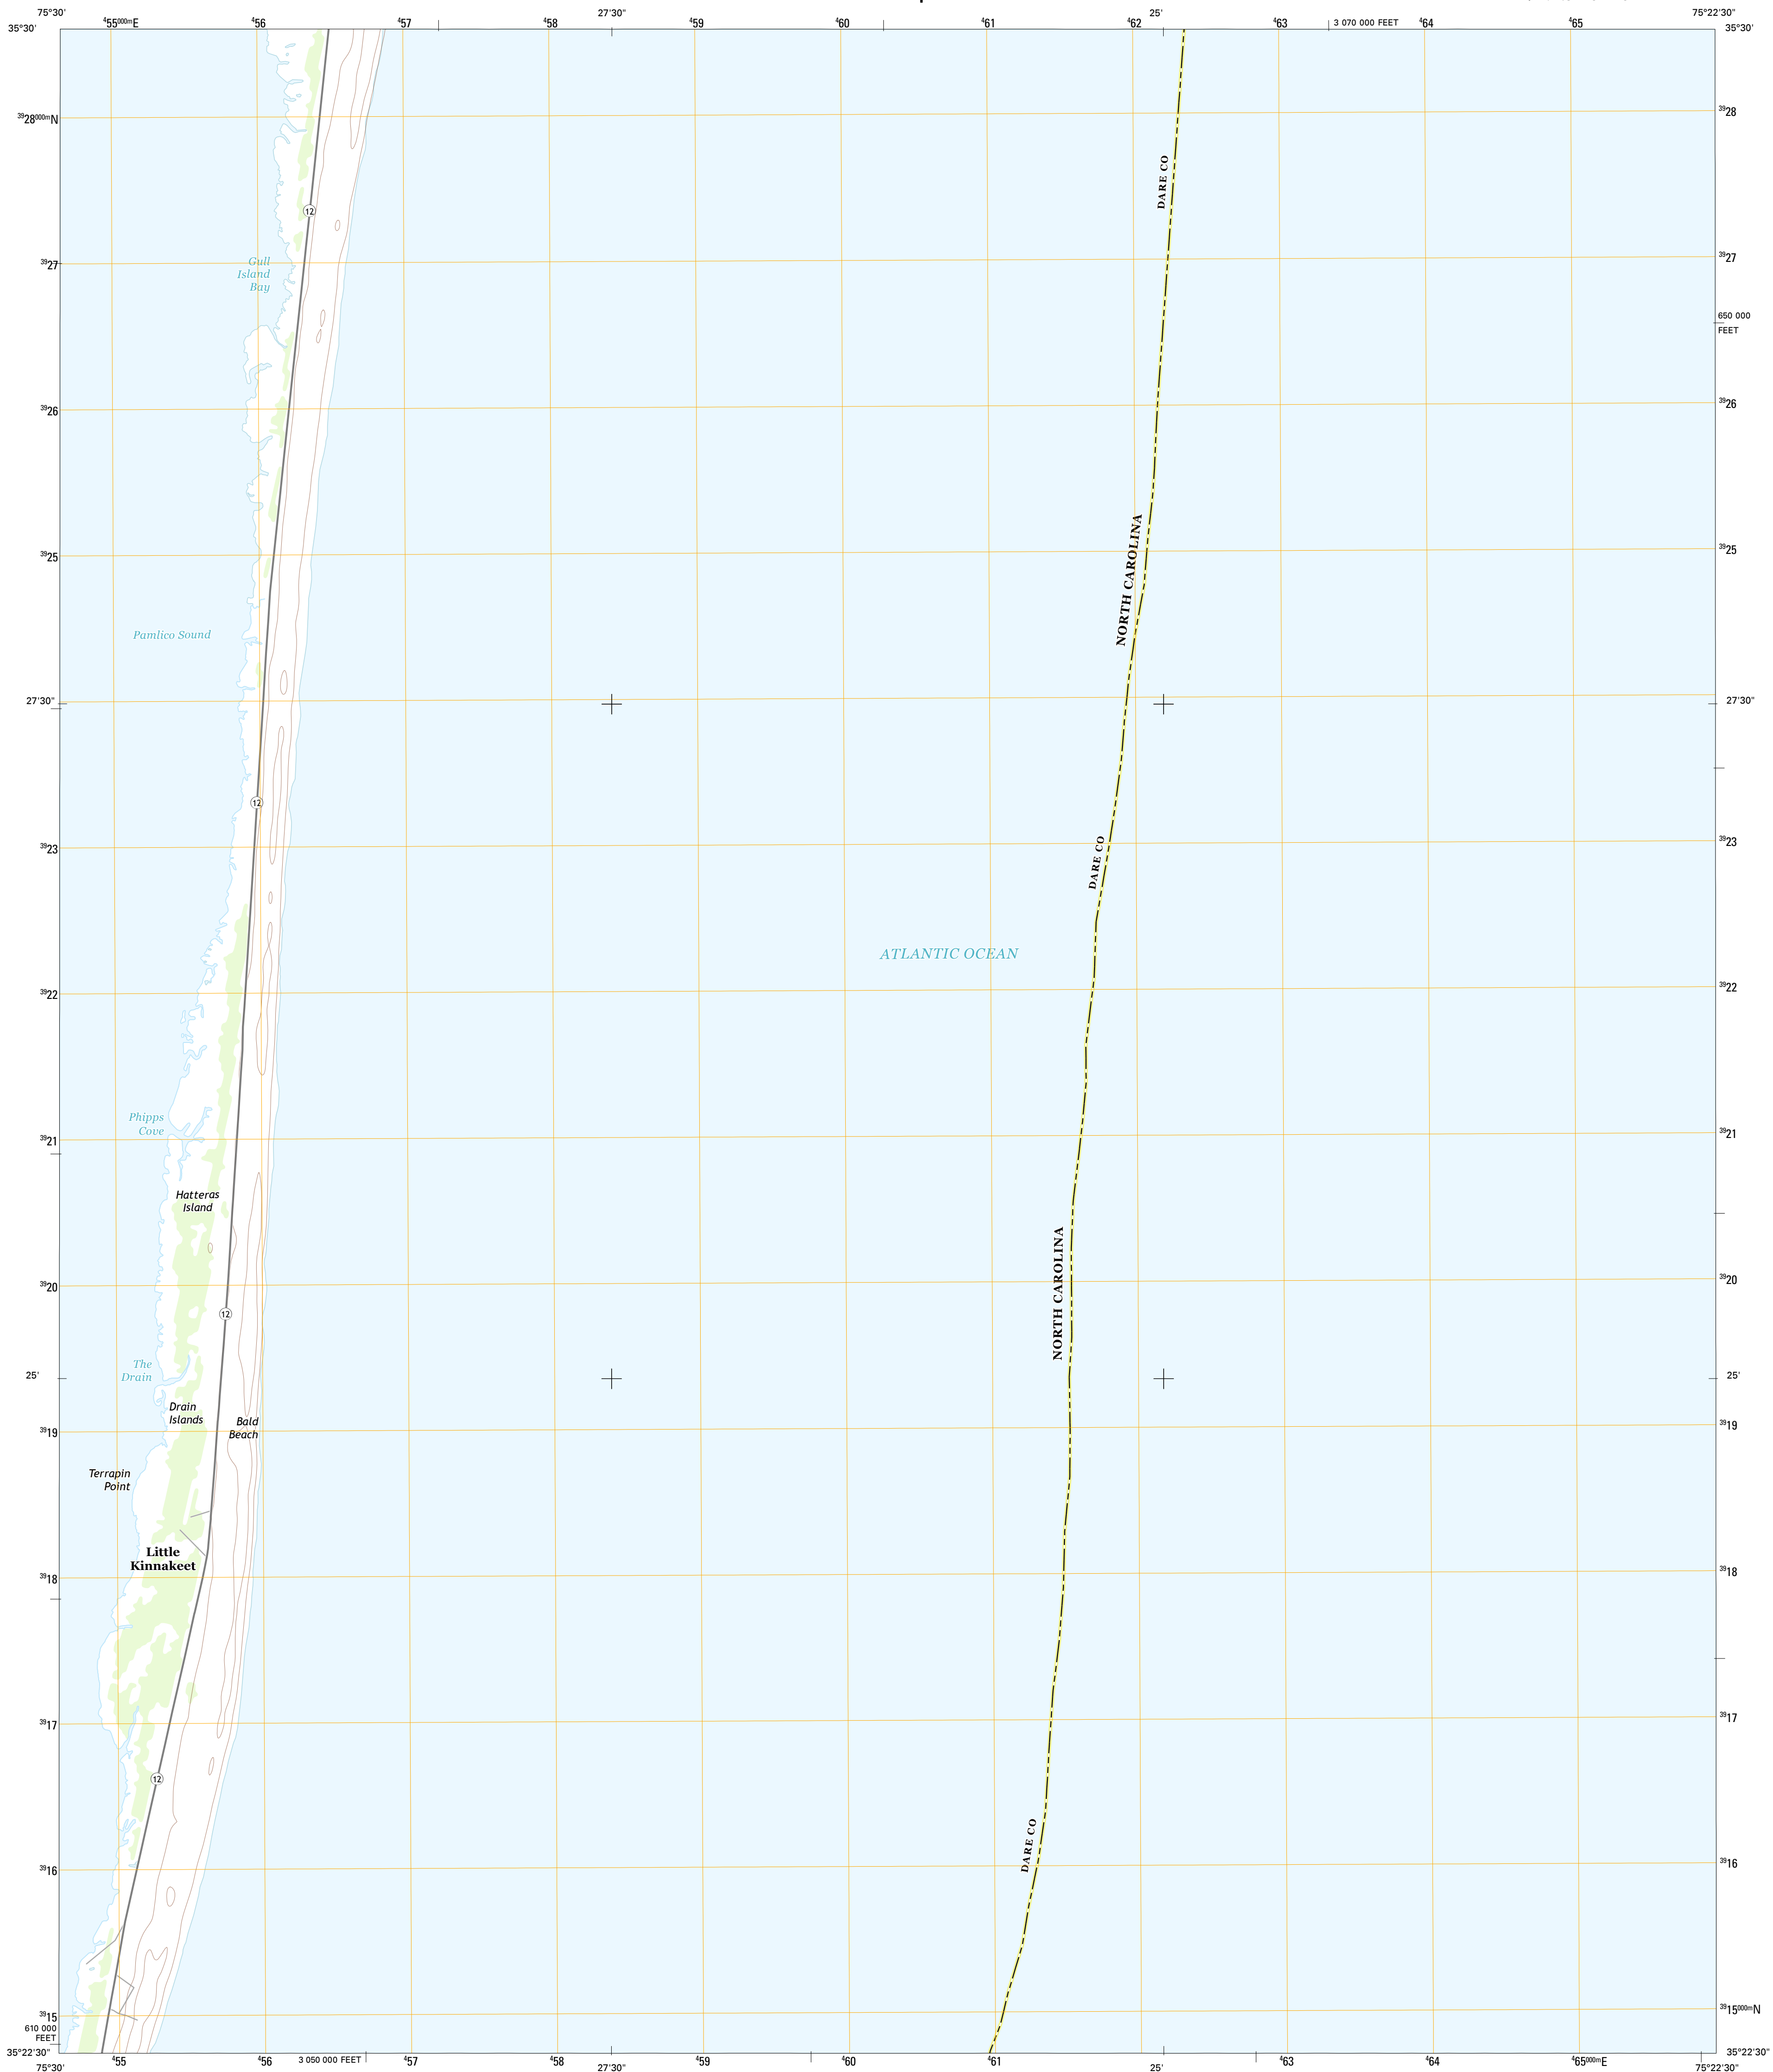 75°30' 27'30" 25' 75°22'30"
⁴55⁰⁰⁰ᵐE ⁴56 ⁴57 ⁴58 ⁴59 ⁴60 ⁴61 ⁴62 ⁴63 3 070 000 FEET ⁴64 ⁴65
35°30' 35°30'
³⁹28⁰⁰⁰ᵐN ³⁹28
DARE CO
12
Gull
Island
Bay
³⁹27 ³⁹27
650 000
FEET
³⁹26 ³⁹26
NORTH CAROLINA
³⁹25 ³⁹25
Pamlico Sound
27'30" 27'30"
12
³⁹23 ³⁹23
DARE CO
ATLANTIC OCEAN
³⁹22 ³⁹22
Phipps
Cove
³⁹21 ³⁹21
Hatteras
Island
³⁹20 ³⁹20
NORTH CAROLINA
12
The
Drain
25' 25'
Drain
Islands
Bald
Beach
³⁹19 ³⁹19
Terrapin
Point
Little
Kinnakeet
³⁹18 ³⁹18
³⁹17 ³⁹17
12
DARE CO
³⁹16 ³⁹16
³⁹15 ³⁹15⁰⁰⁰ᵐN
610 000
FEET
35°22'30" 35°22'30"
⁴55 ⁴56 3 050 000 FEET ⁴57 ⁴58 ⁴59 ⁴60 ⁴61 ⁴63 ⁴64 ⁴65⁰⁰⁰ᵐE
75°30' 27'30" 25' 75°22'30"